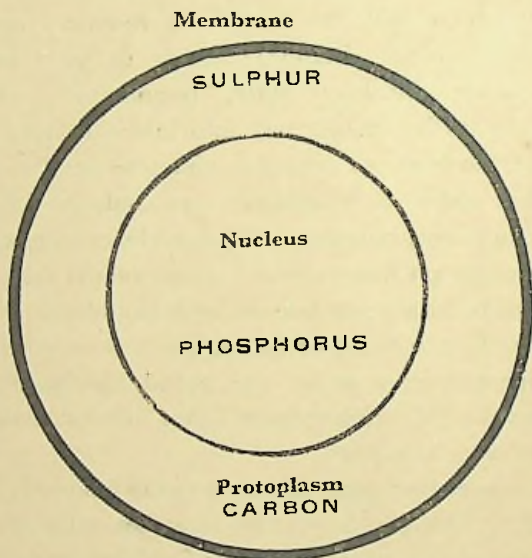 Membrane
SULPHUR
Nucleus
PHOSPHORUS
Protoplasm
CARBON